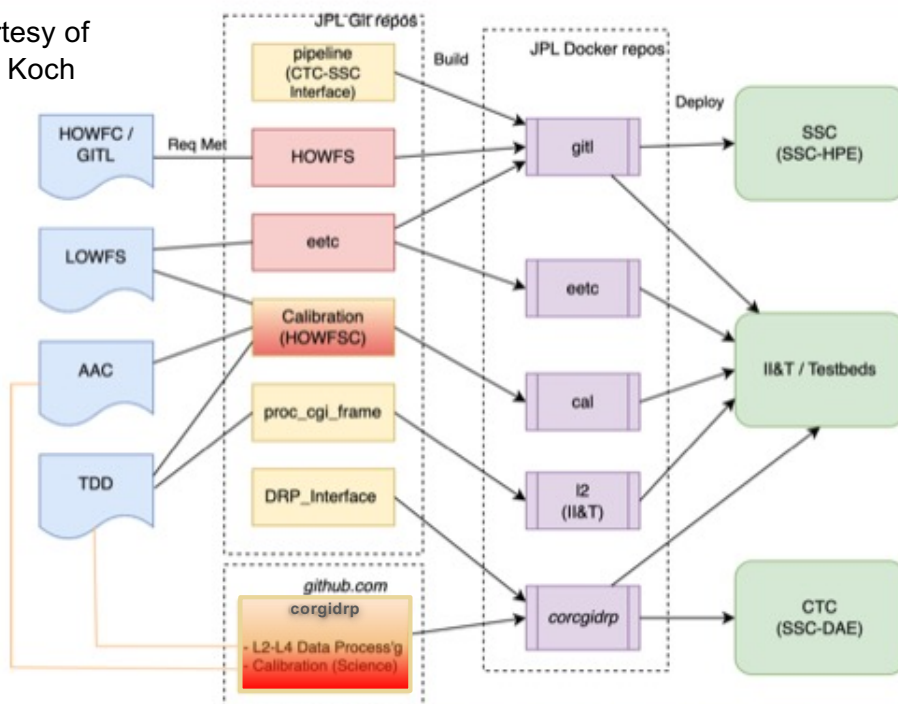 rtesy of
Koch
JPL Git repos
pipeline
(CTC-SSC
Interface)
Build
JPL Docker repos
Deploy
HOWFC /
GITL
Req Met
HOWFS
gitl
SSC
(SSC-HPE)
LOWFS
eetc
eetc
Calibration
(HOWFSC)
AAC
cal
II&T / Testbeds
proc_cgi_frame
TDD
DRP_Interface
l2
(II&T)
github.com
corgidrp
- L2-L4 Data Process'g
- Calibration (Science)
corcgidrp
CTC
(SSC-DAE)